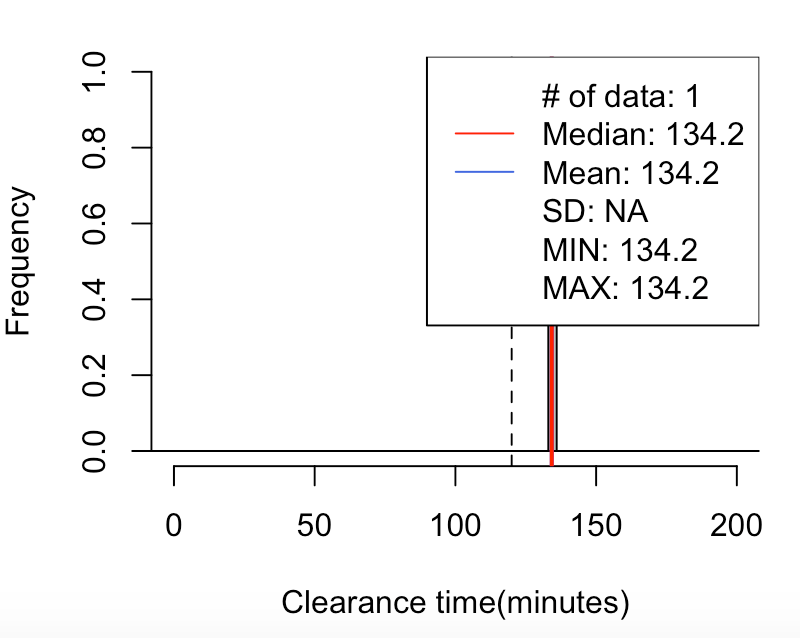 # of data: 1
Median: 134.2
Mean: 134.2
SD: NA
MIN: 134.2
MAX: 134.2
Frequency
1.0
0.8
0.6
0.4
0.2
0.0
0 50 100 150 200
Clearance time(minutes)